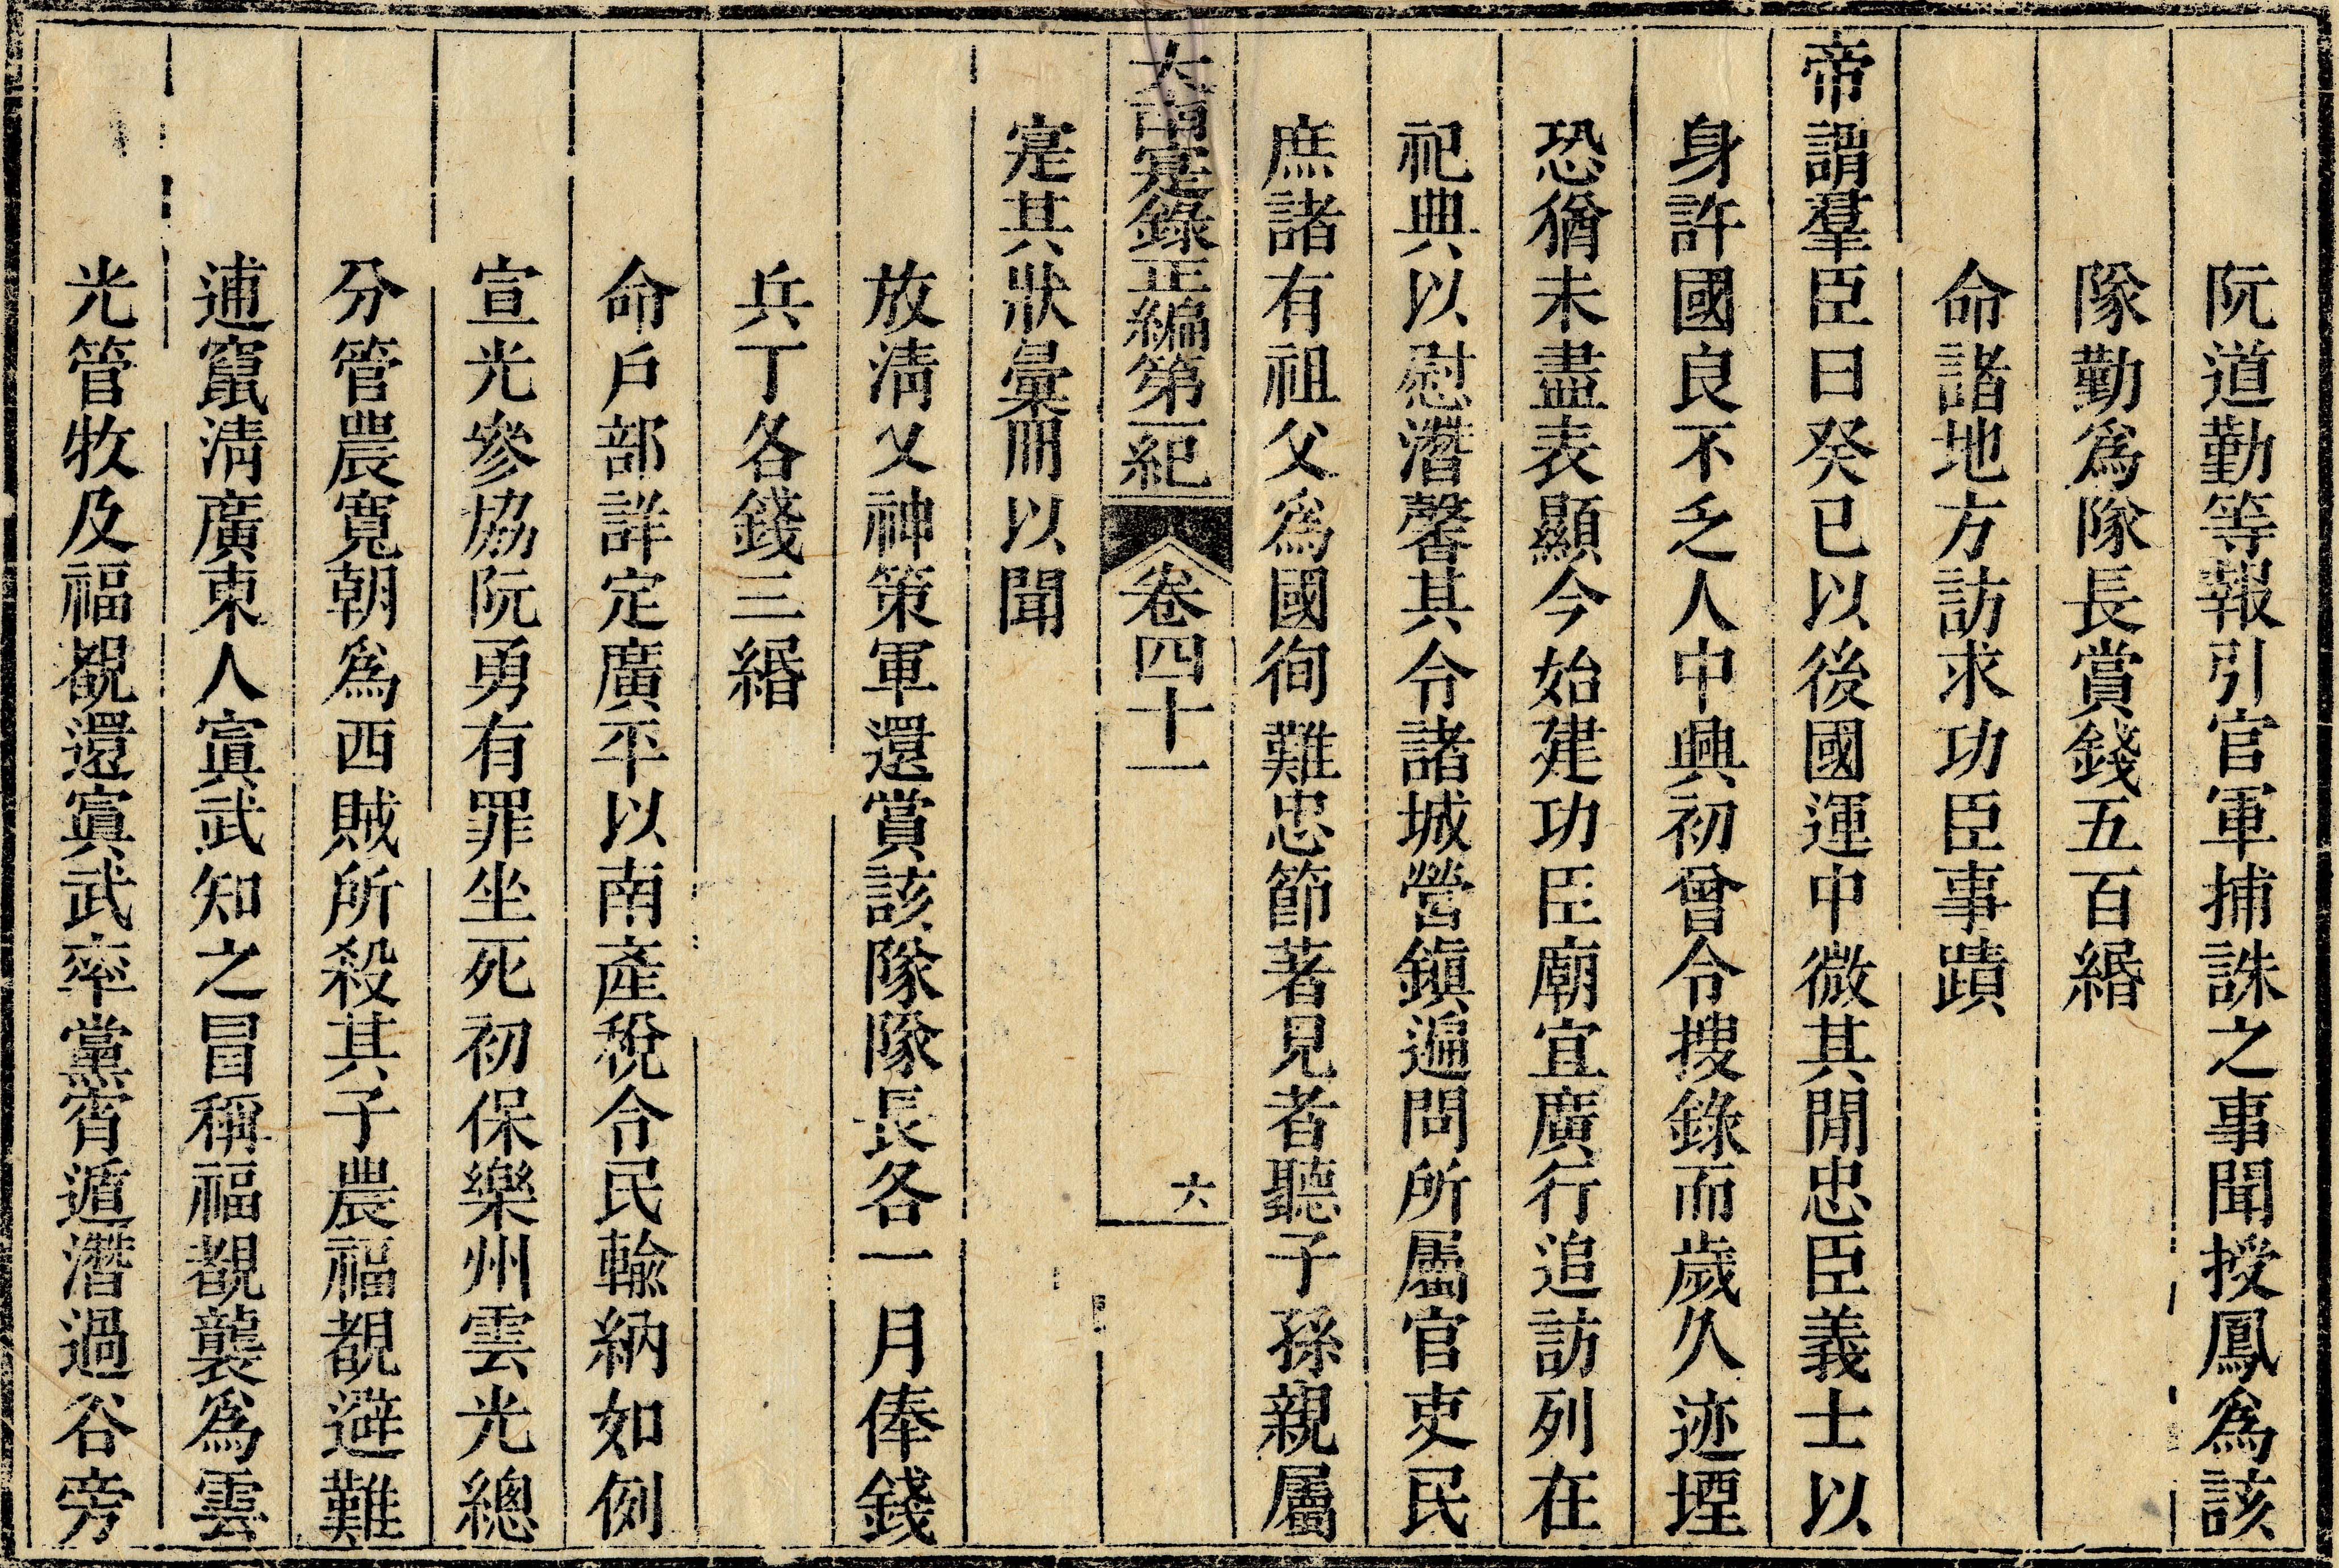 阮道勤等報引官軍捕誅之事聞授鳳爲該
隊勤爲隊長賞錢五百緡
命諸地方訪求功臣事蹟
帝謂羣臣曰癸巳以後國運中微其閒忠臣義士以
身許國良不乏人中興初曾令搜錄而歲久迹堙
恐猶未盡表顯今始建功臣廟宜廣行追訪列在
祀典以慰潛馨其令諸城營鎭遍問所屬官吏民
庶諸有祖父爲國徇難忠節著見者聽子孫親屬
大南寔錄正編第一紀 卷四十一 六
寔其狀彙冊以聞
放淸乂神策軍還賞該隊隊長各一月俸錢
兵丁各錢三緡
命戶部詳定廣平以南產稅令民輸納如例
宣光參協阮勇有罪坐死初保樂州雲光總
分管農寬朝爲西賊所殺其子農福覩避難
逋竄淸廣東人寘武知之冒稱福覩襲爲雲
光管牧及福覩還寘武率黨宵遁潛過谷旁